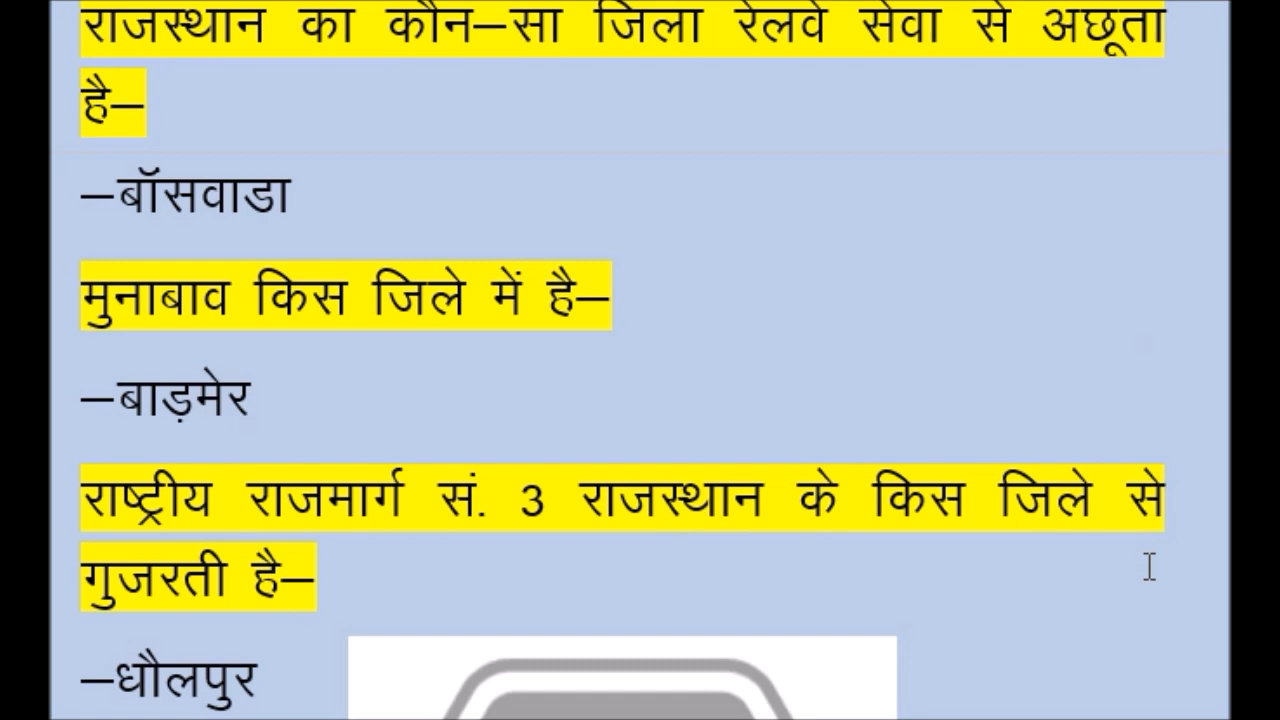 राजस्थान का कौन–सा जिला रेलवे सेवा से अछूता
है–
–बॉसवाडा
मुनाबाव किस जिले में है–
–बाड़मेर
राष्ट्रीय राजमार्ग सं. 3 राजस्थान के किस जिले से
गुजरती है–
–धौलपुर